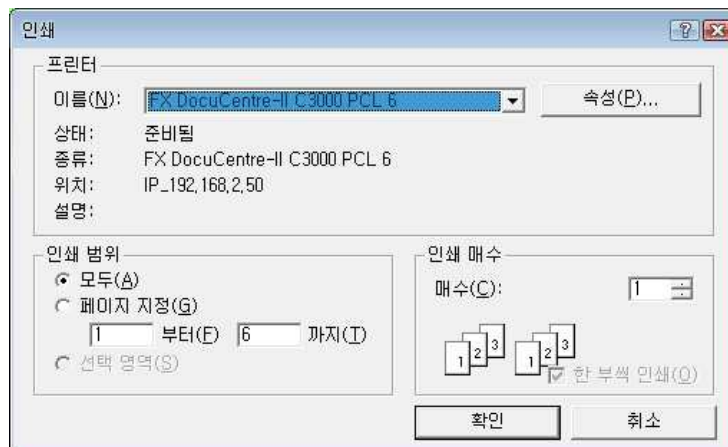 인쇄
프린터
이름(N): FX DocuCentre-II C3000 PCL 6 속성(P)...
상태: 준비됨
종류: FX DocuCentre-II C3000 PCL 6
위치: IP_192,168,2,50
설명:
인쇄 범위
모두(A)
페이지 지정(G)
1 부터(F) 6 까지(T)
선택 영역(S)
인쇄 매수
매수(C): 1
1 2 3 1 2 3
한 부씩 인쇄(O)
확인 취소